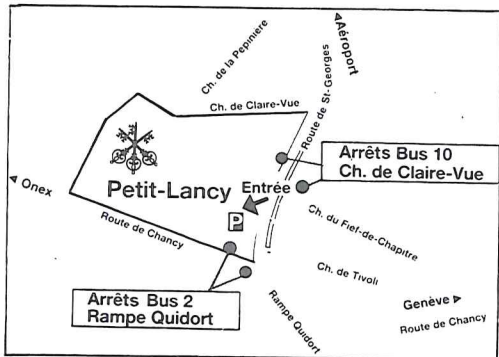 Aéroport
Ch. de la Pépinière
Route de St-Georges
Ch. de Claire-Vue
Arrêts Bus 10
Ch. de Claire-Vue
Onex
Petit-Lancy
Entrée
P
Route de Chancy
Ch. du Fief-de-Chapitre
Ch. de Tivoli
Arrêts Bus 2
Rampe Quidort
Rampe Quidort
Genève
Route de Chancy